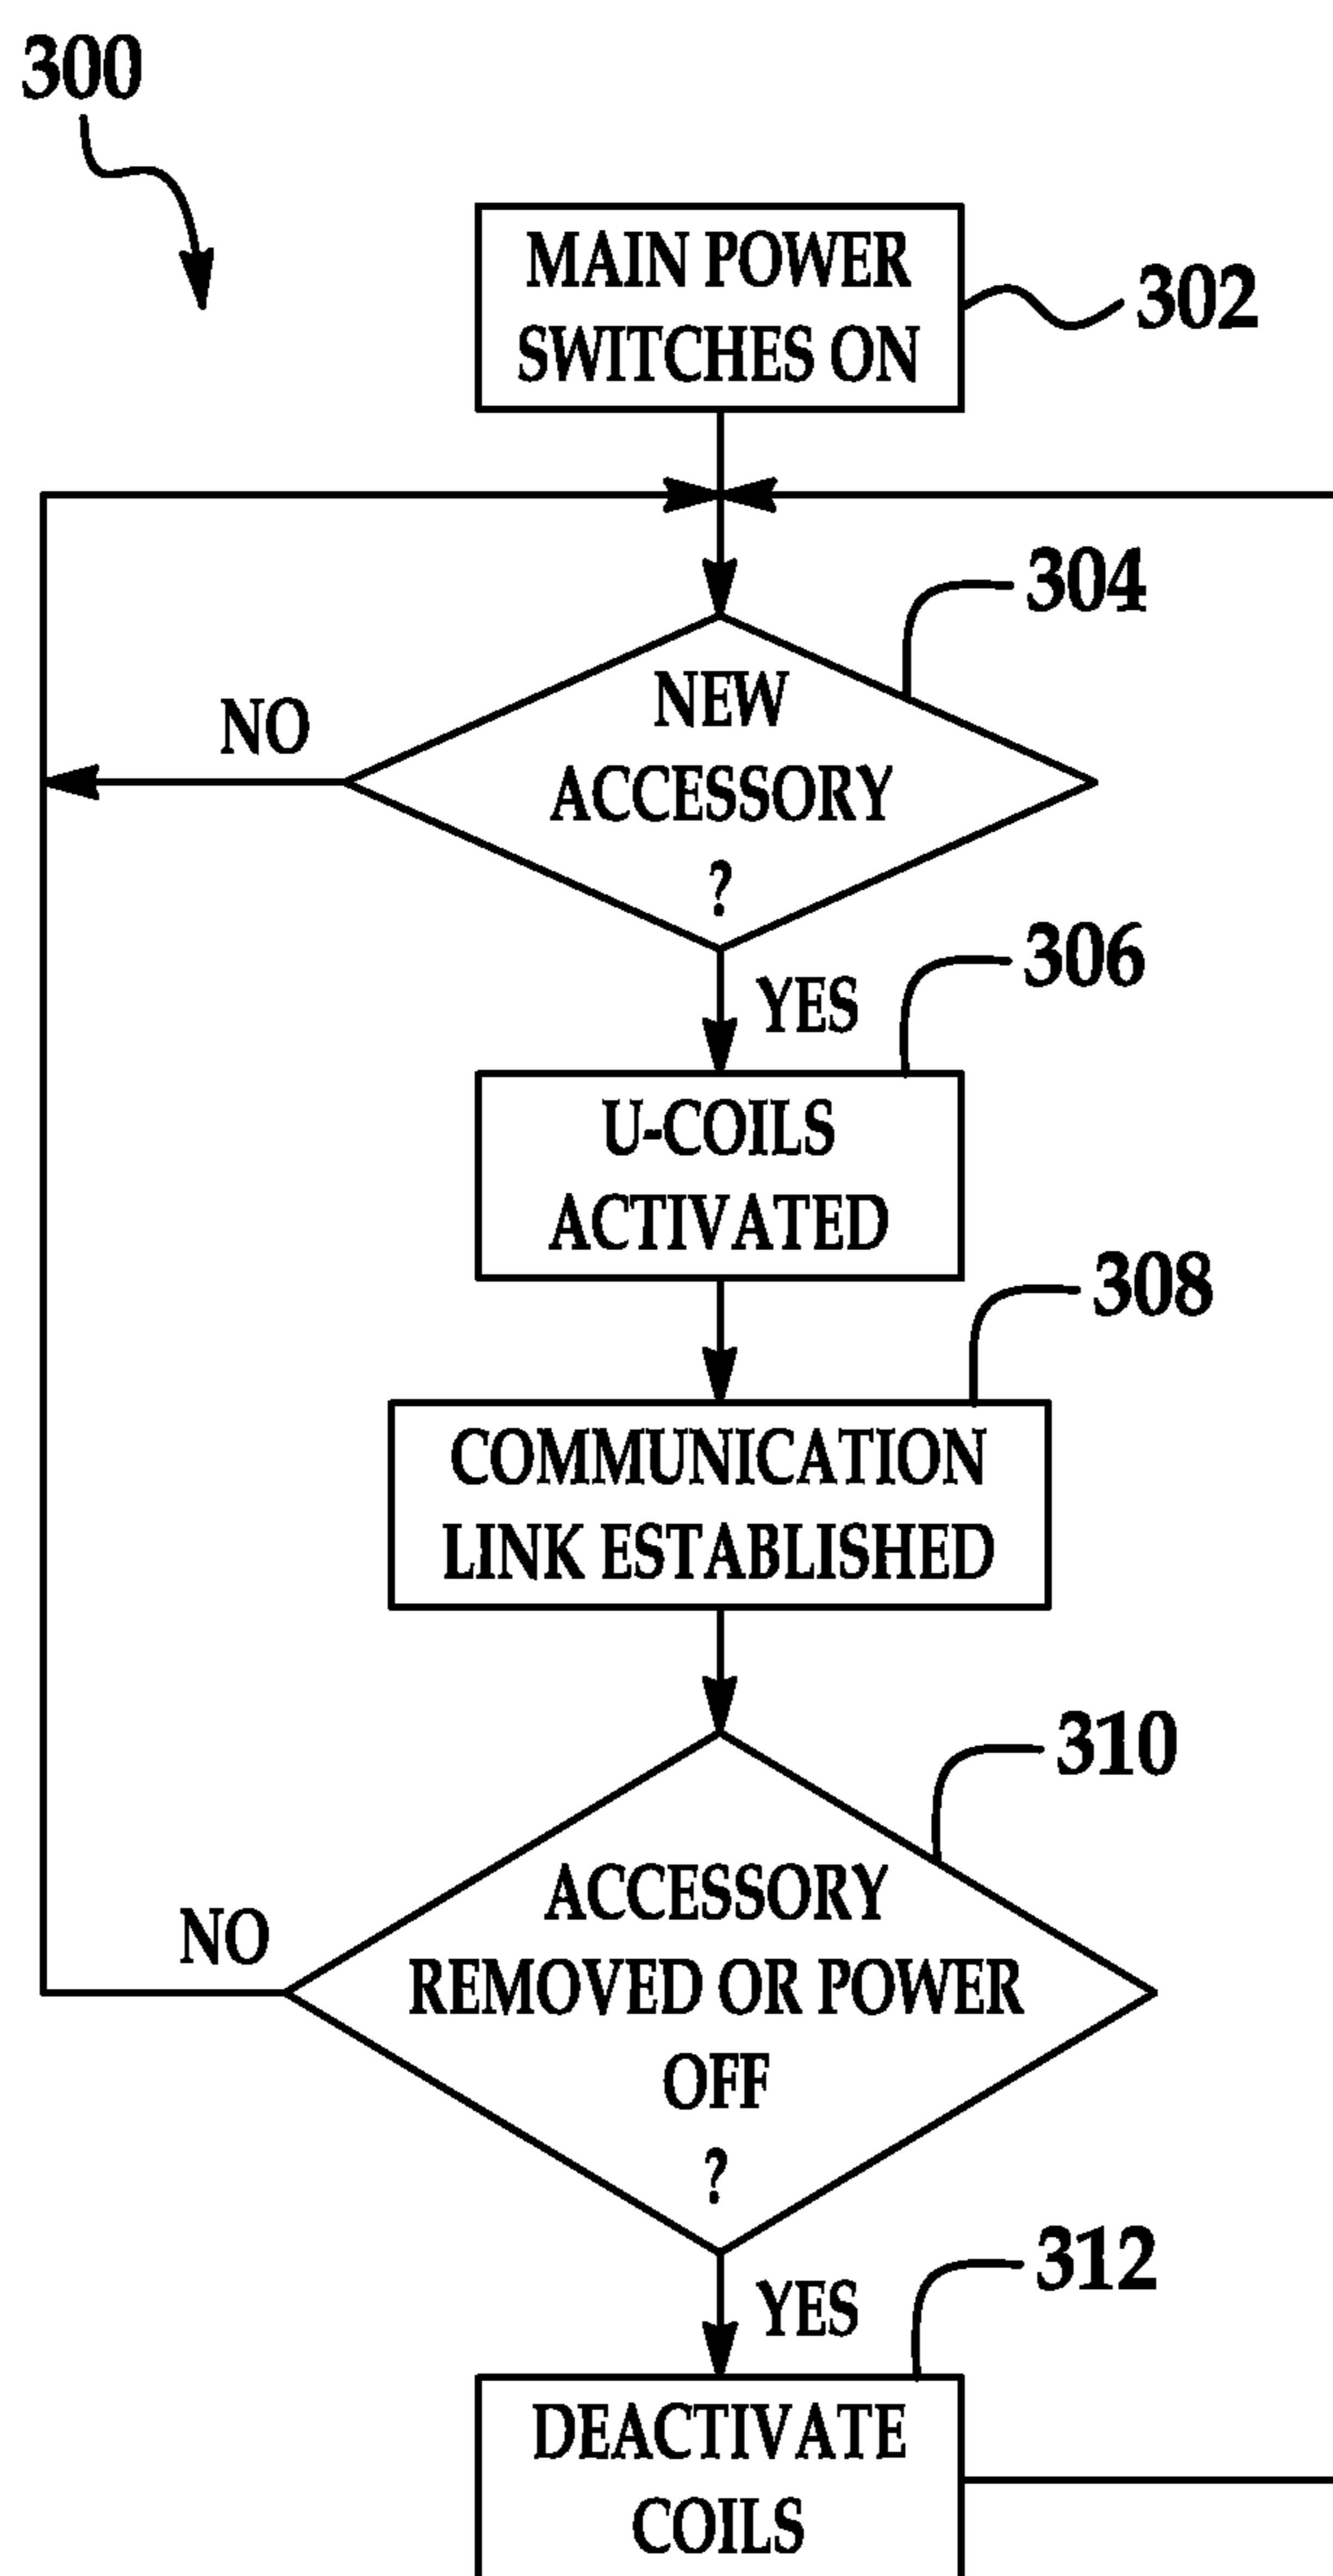 300
MAIN POWER
SWITCHES ON
302
304
NEW
ACCESSORY
?
NO
306
YES
U-COILS
ACTIVATED
308
COMMUNICATION
LINK ESTABLISHED
310
ACCESSORY
REMOVED OR POWER
OFF
?
NO
312
YES
DEACTIVATE
COILS